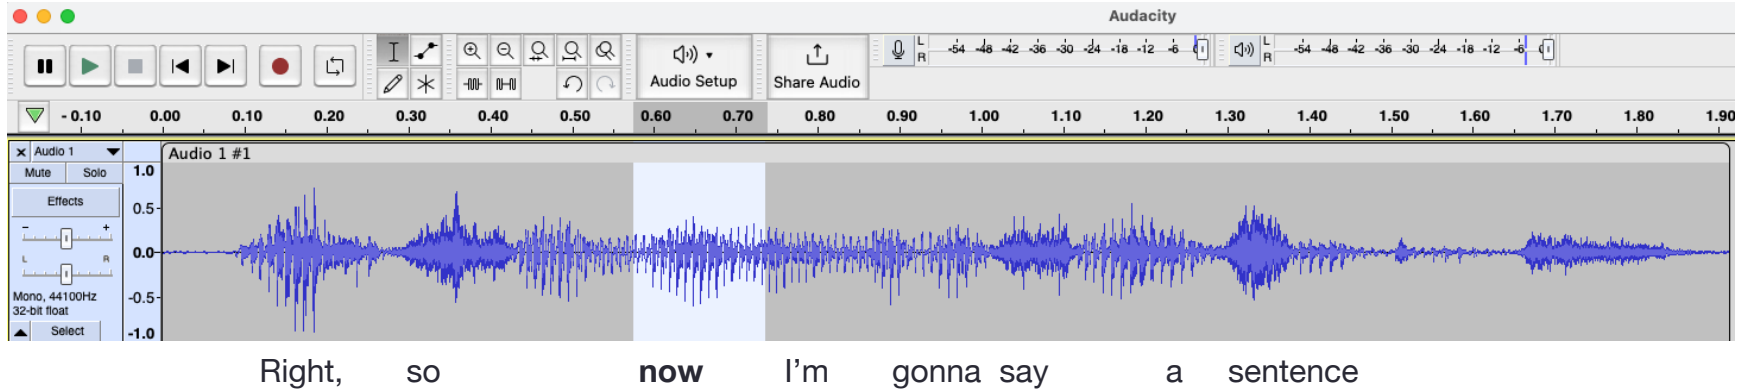 Audacity
L R -54 -48 -42 -36 -30 -24 -18 -12 -6
L R -54 -48 -42 -36 -30 -24 -18 -12 -6
Audio Setup
Share Audio
- 0.10 0.00 0.10 0.20 0.30 0.40 0.50 0.60 0.70 0.80 0.90 1.00 1.10 1.20 1.30 1.40 1.50 1.60 1.70 1.80 1.90
Audio 1
Audio 1 #1
Mute Solo
Effects
- +
L R
Mono, 44100Hz
32-bit float
Select
1.0
0.5-
0.0-
-0.5-
-1.0
Right, so now I'm gonna say a sentence